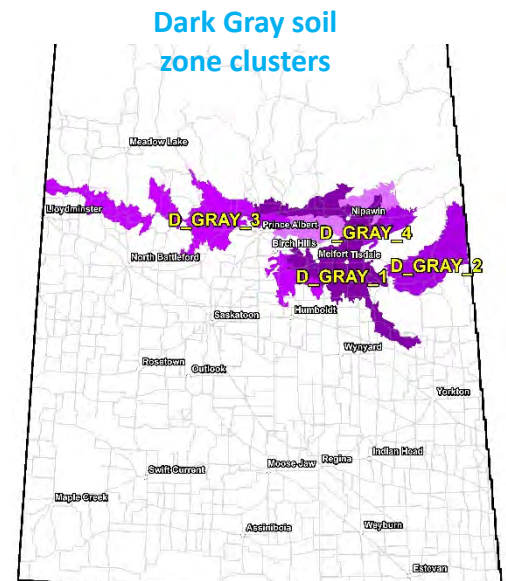 Dark Gray soil
zone clusters
Meadow Lake
Lloydminster
D_GRAY_3
Nipawin
Prince Albert
D_GRAY_4
Birch Hills
North Battleford
Melfort
Tisdale
D_GRAY_2
D_GRAY_1
Humboldt
Saskatoon
Wynyard
Rosetown
Outlook
Yorkton
Indian Head
Regina
Moose Jaw
Swift Current
Maple Creek
Assiniboia
Weyburn
Estevan